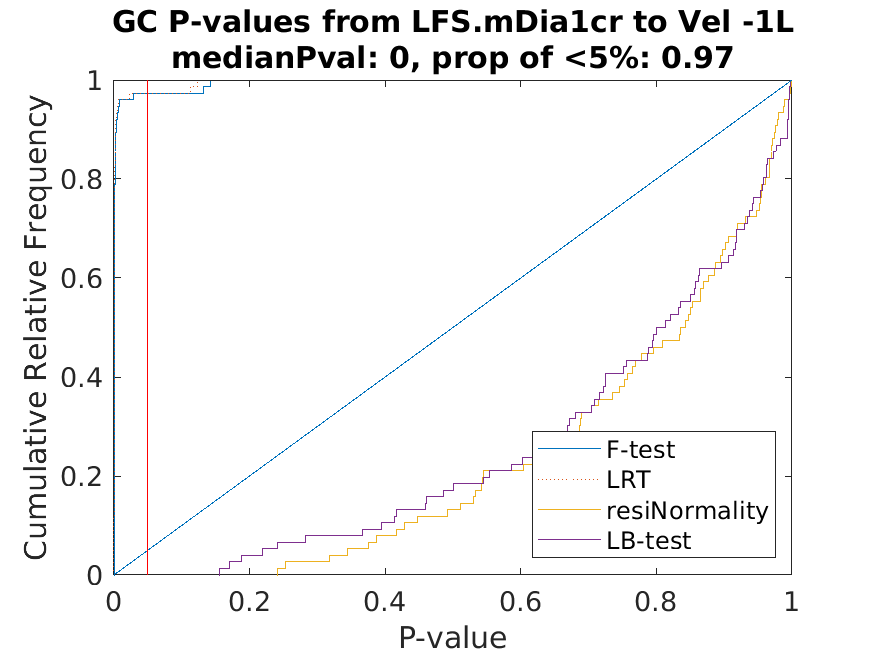 GC P-values from LFS.mDia1cr to Vel -1L
medianPval: 0, prop of <5%: 0.97
Cumulative Relative Frequency
1
0.8
0.6
0.4
0.2
0
0
0.2
0.4
0.6
0.8
1
P-value
F-test
LRT
resiNormality
LB-test